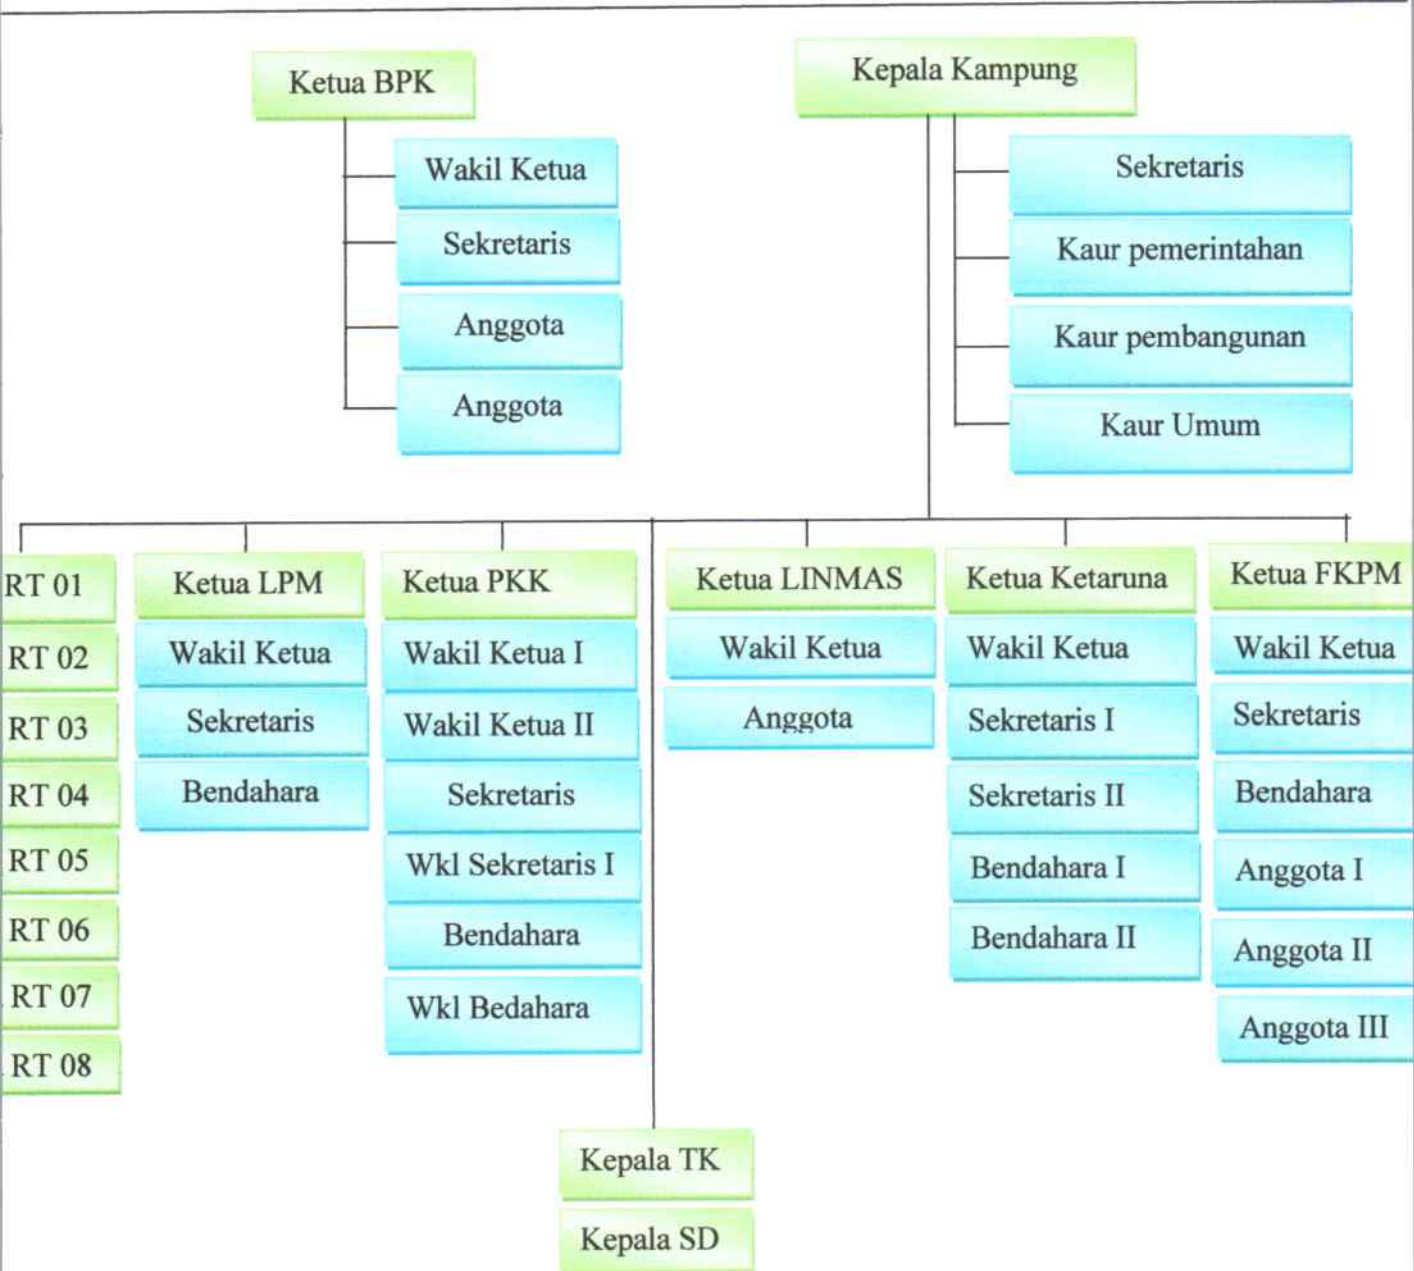 Ketua BPK
Wakil Ketua
Sekretaris
Anggota
Anggota
Kepala Kampung
Sekretaris
Kaur pemerintahan
Kaur pembangunan
Kaur Umum
RT 01
RT 02
RT 03
RT 04
RT 05
RT 06
RT 07
RT 08
Ketua LPM
Wakil Ketua
Sekretaris
Bendahara
Ketua PKK
Wakil Ketua I
Wakil Ketua II
Sekretaris
Wkl Sekretaris I
Bendahara
Wkl Bedahara
Ketua LINMAS
Wakil Ketua
Anggota
Ketua Ketaruna
Wakil Ketua
Sekretaris I
Sekretaris II
Bendahara I
Bendahara II
Ketua FKPM
Wakil Ketua
Sekretaris
Bendahara
Anggota I
Anggota II
Anggota III
Kepala TK
Kepala SD